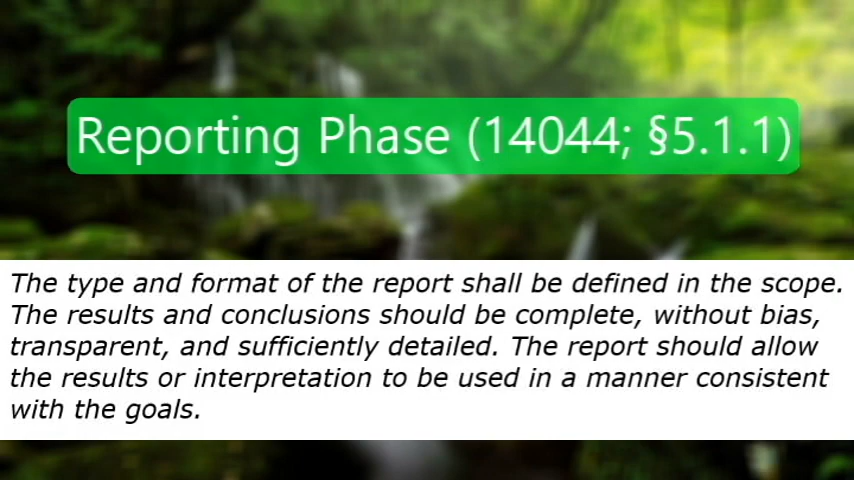 Reporting Phase (14044; §5.1.1)
The type and format of the report shall be defined in the scope.
The results and conclusions should be complete, without bias,
transparent, and sufficiently detailed. The report should allow
the results or interpretation to be used in a manner consistent
with the goals.